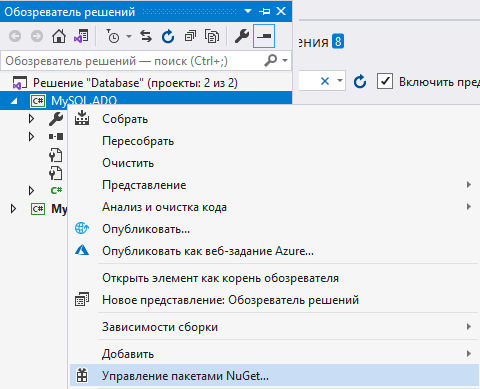 Обозреватель решений
ения 8
Обозреватель решений — поиск (Ctrl+;)
Включить пред
Решение "Database" (проекты: 2 из 2)
C# MySQL.ADO
Собрать
Пересобрать
Очистить
C# Представление
C# My Анализ и очистка кода
Опубликовать...
Опубликовать как веб-задание Azure...
Открыть элемент как корень обозревателя
Новое представление: Обозреватель решений
Зависимости сборки
Добавить
Управление пакетами NuGet...